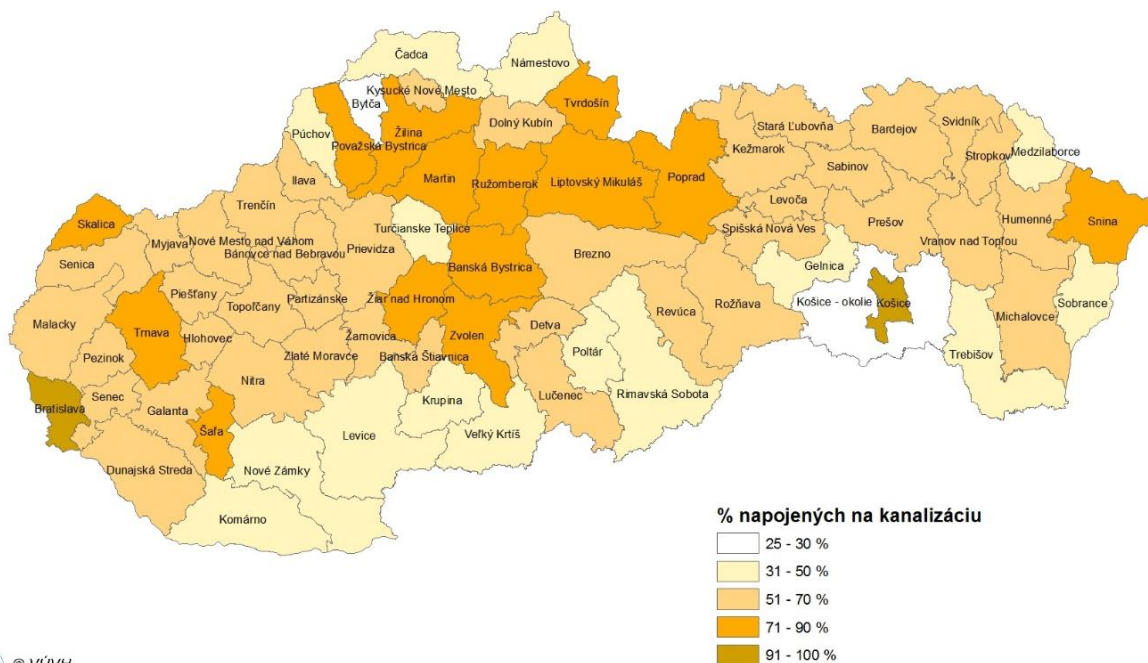 Čadca
Námestovo
Kysucké Nové Mesto
Bytča
Tvrdošín
Púchov
Žilina
Dolný Kubín
Považská Bystrica
Stará Ľubovňa
Bardejov
Svidník
Stropkov
Medzilaborce
Kežmarok
Sabinov
Ilava
Martin
Ružomberok
Liptovský Mikuláš
Poprad
Levoča
Prešov
Humenné
Snina
Trenčín
Skalica
Turčianske Teplice
Spišská Nová Ves
Vranov nad Topľou
Myjava
Nové Mesto nad Váhom
Bánovce nad Bebravou
Prievidza
Brezno
Senica
Banská Bystrica
Gelnica
Piešťany
Topoľčany
Partizánske
Žiar nad Hronom
Košice - okolie
Košice
Sobrance
Malacky
Trnava
Hlohovec
Žarnovica
Zvolen
Detva
Revúca
Rožňava
Michalovce
Pezinok
Zlaté Moravce
Banská Štiavnica
Poltár
Trebišov
Nitra
Bratislava
Senec
Galanta
Krupina
Lučenec
Rimavská Sobota
Šaľa
Levice
Veľký Krtíš
Dunajská Streda
Nové Zámky
Komárno
% napojených na kanalizáciu
25 - 30 %
31 - 50 %
51 - 70 %
71 - 90 %
91 - 100 %
© VÚVH